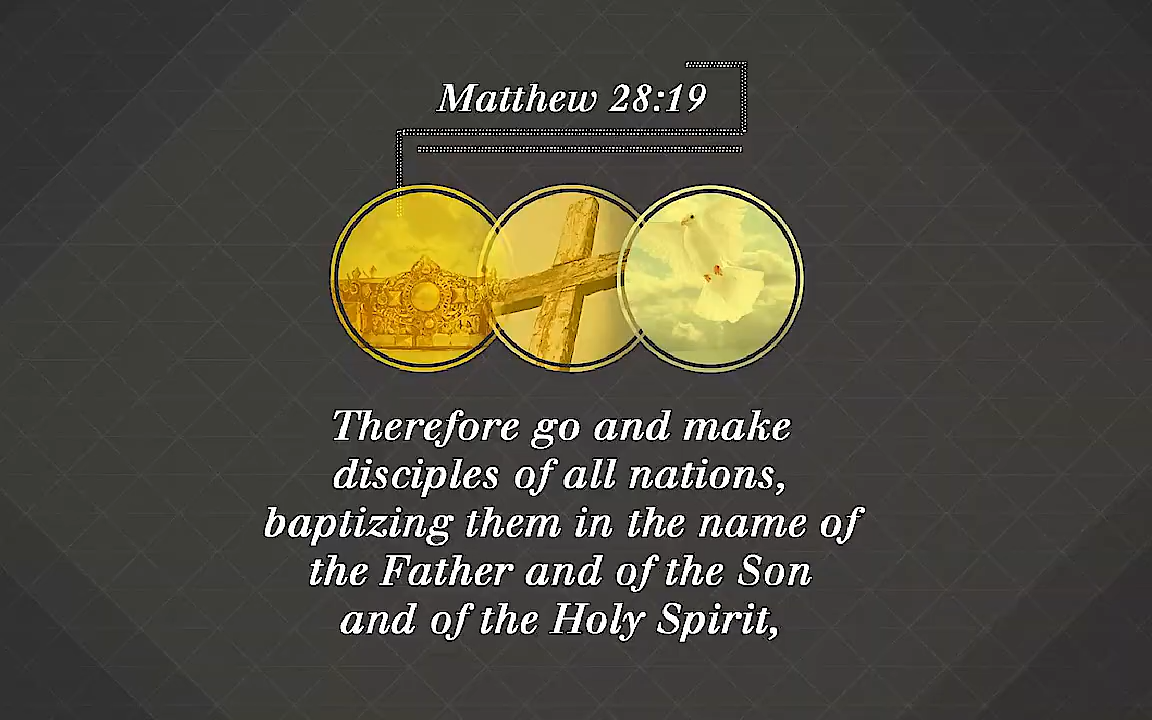 Matthew 28:19
Therefore go and make
disciples of all nations,
baptizing them in the name of
the Father and of the Son
and of the Holy Spirit,